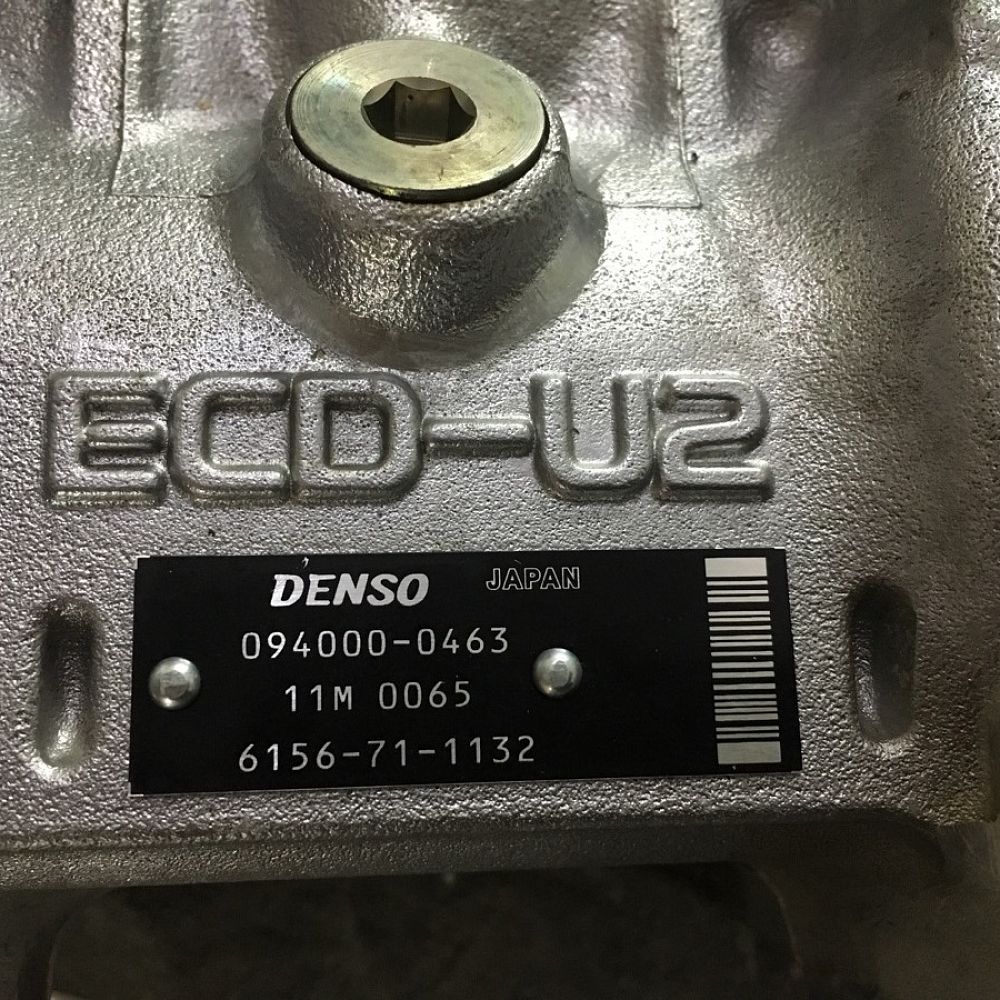 ECD-U2
DENSO JAPAN
094000-0463
11M 0065
6156-71-1132